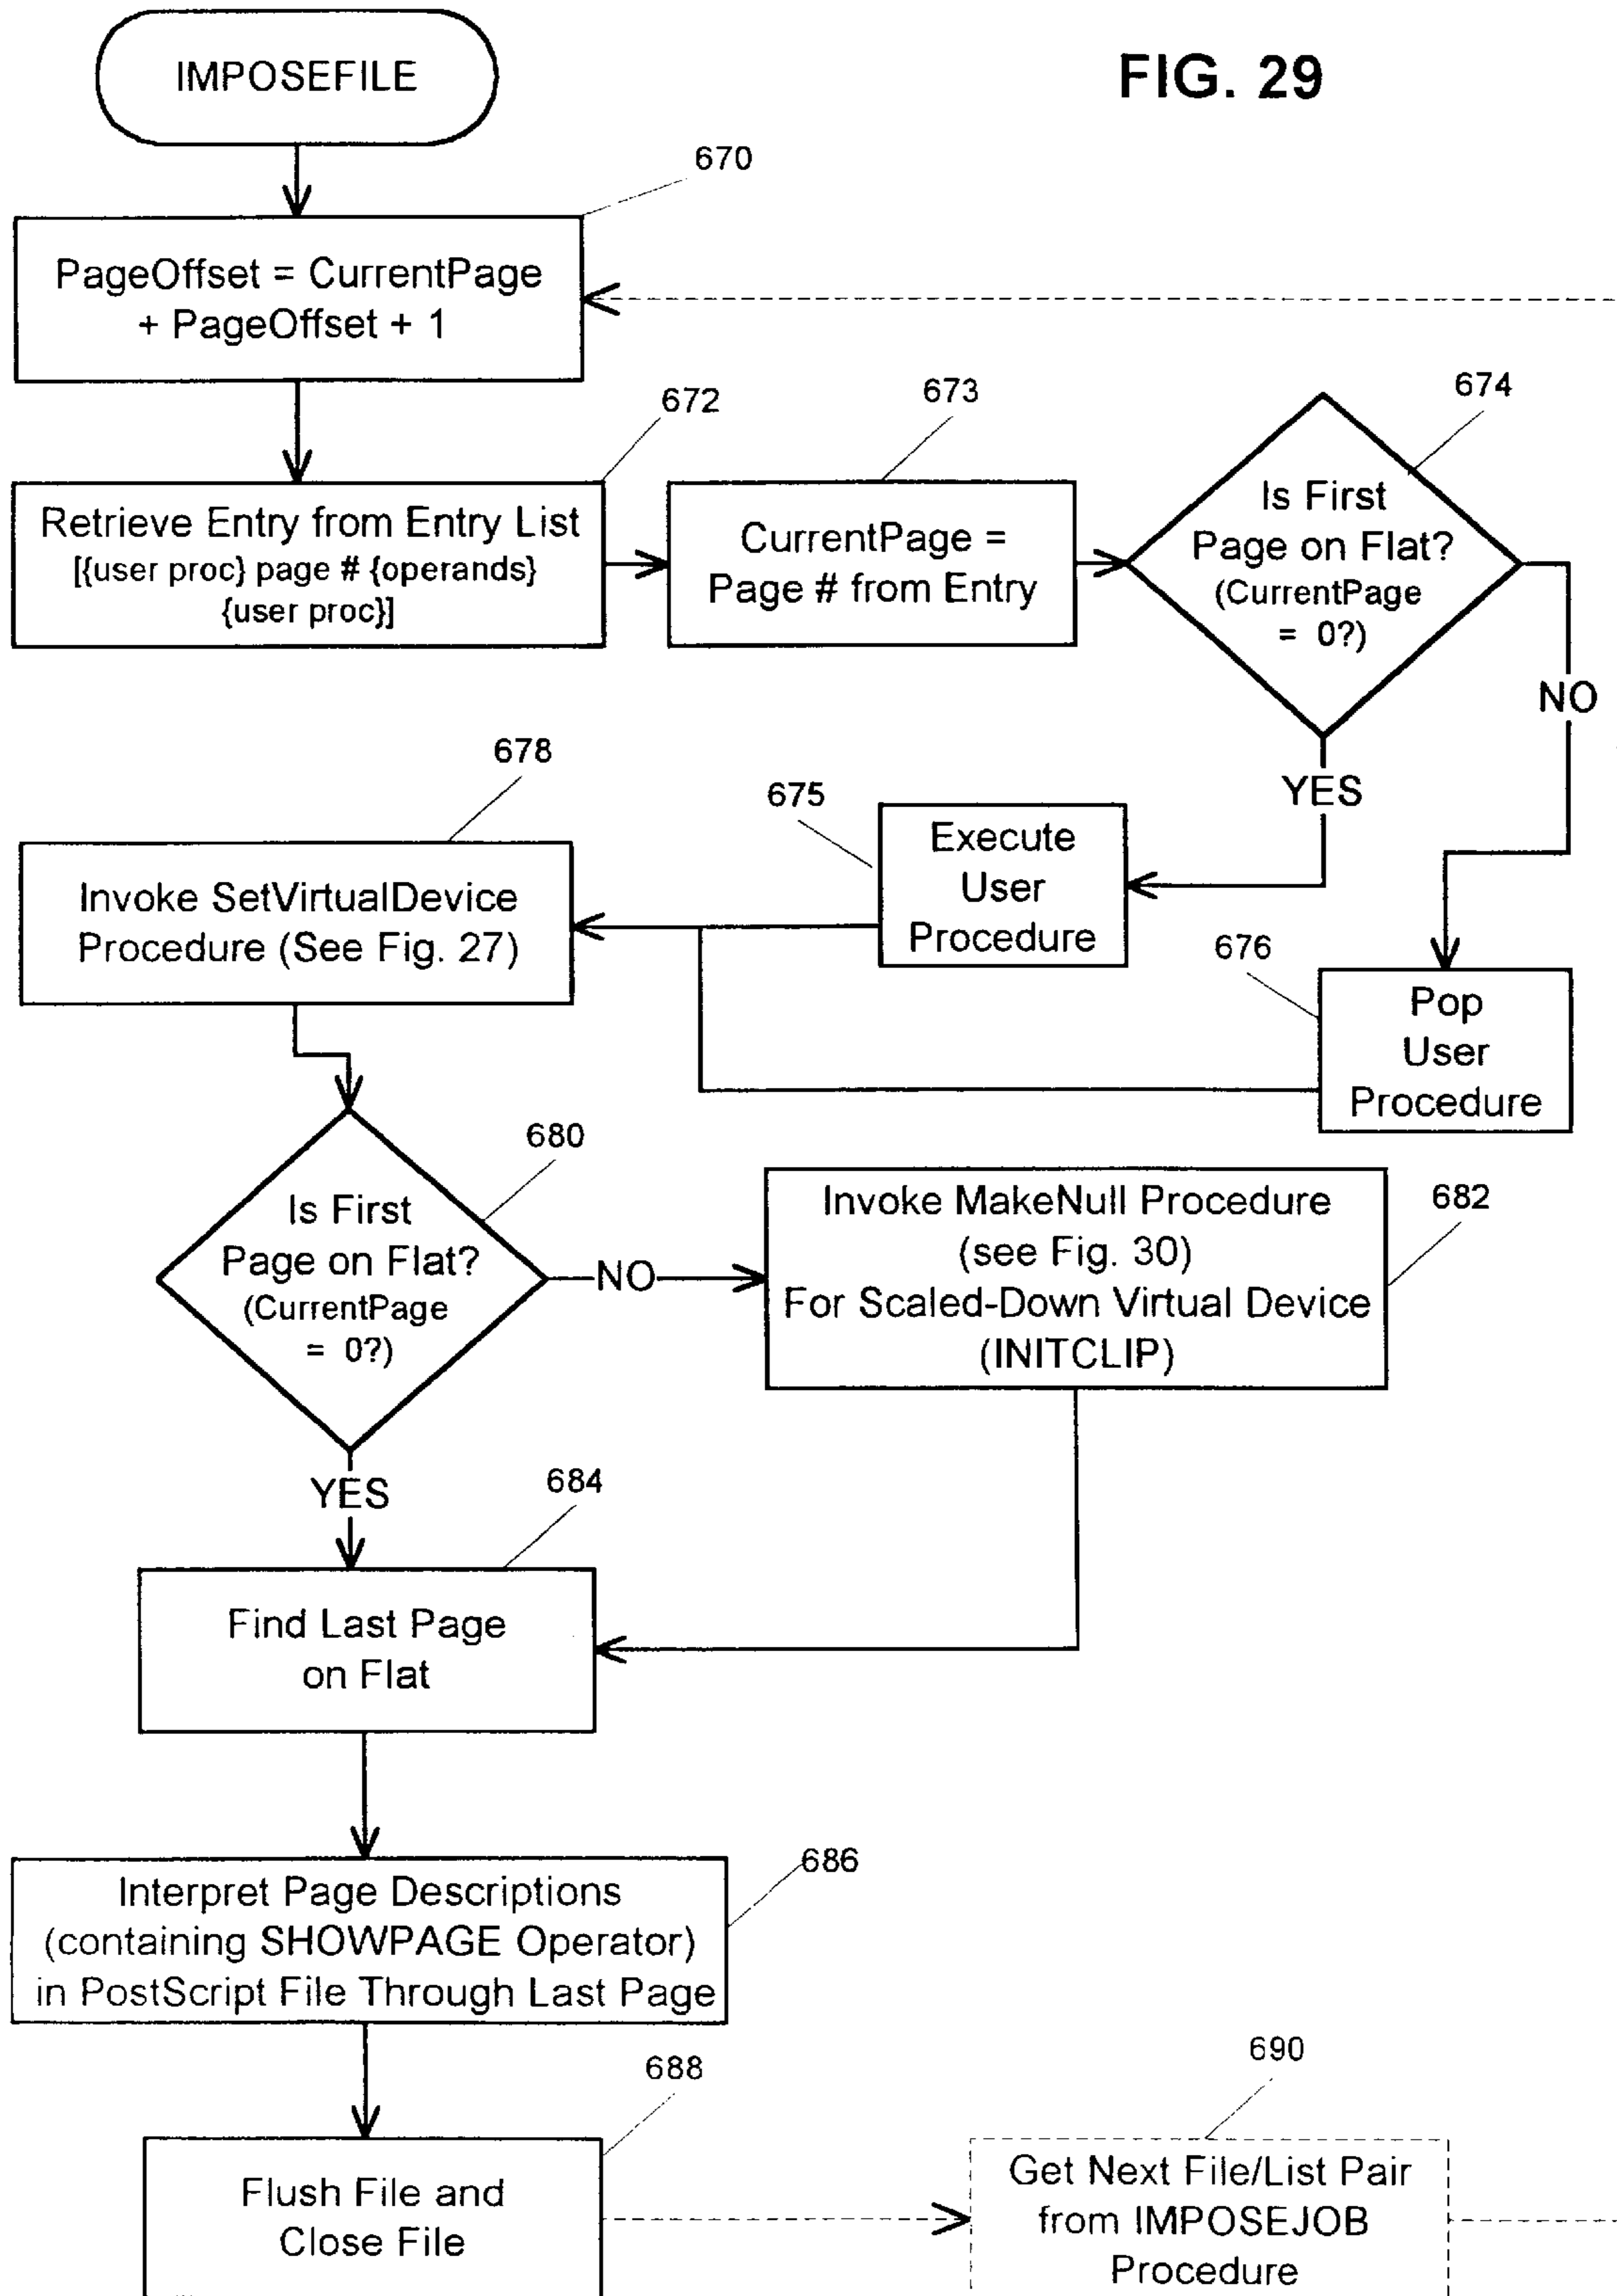 IMPOSEFILE
FIG. 29
670
PageOffset = CurrentPage
+ PageOffset + 1
672
Retrieve Entry from Entry List
[{user proc} page # {operands}
{user proc}]
673
CurrentPage =
Page # from Entry
674
Is First
Page on Flat?
(CurrentPage
= 0?)
NO
YES
675
Execute
User
Procedure
676
Pop
User
Procedure
678
Invoke SetVirtualDevice
Procedure (See Fig. 27)
680
Is First
Page on Flat?
(CurrentPage
= 0?)
NO
682
Invoke MakeNull Procedure
(see Fig. 30)
For Scaled-Down Virtual Device
(INITCLIP)
YES
684
Find Last Page
on Flat
686
Interpret Page Descriptions
(containing SHOWPAGE Operator)
in PostScript File Through Last Page
688
Flush File and
Close File
690
Get Next File/List Pair
from IMPOSEJOB
Procedure